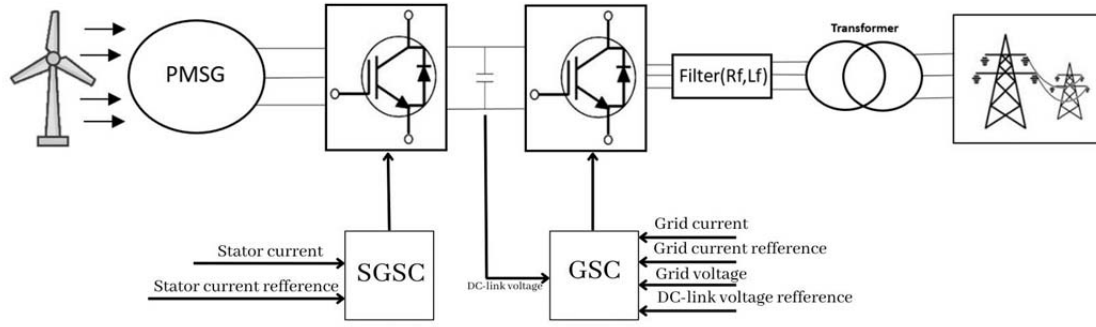 Transformer
PMSG
Filter(Rf,Lf)
Stator current
Stator current refference
SGSC
DC-link voltage
GSC
Grid current
Grid current refference
Grid voltage
DC-link voltage refference